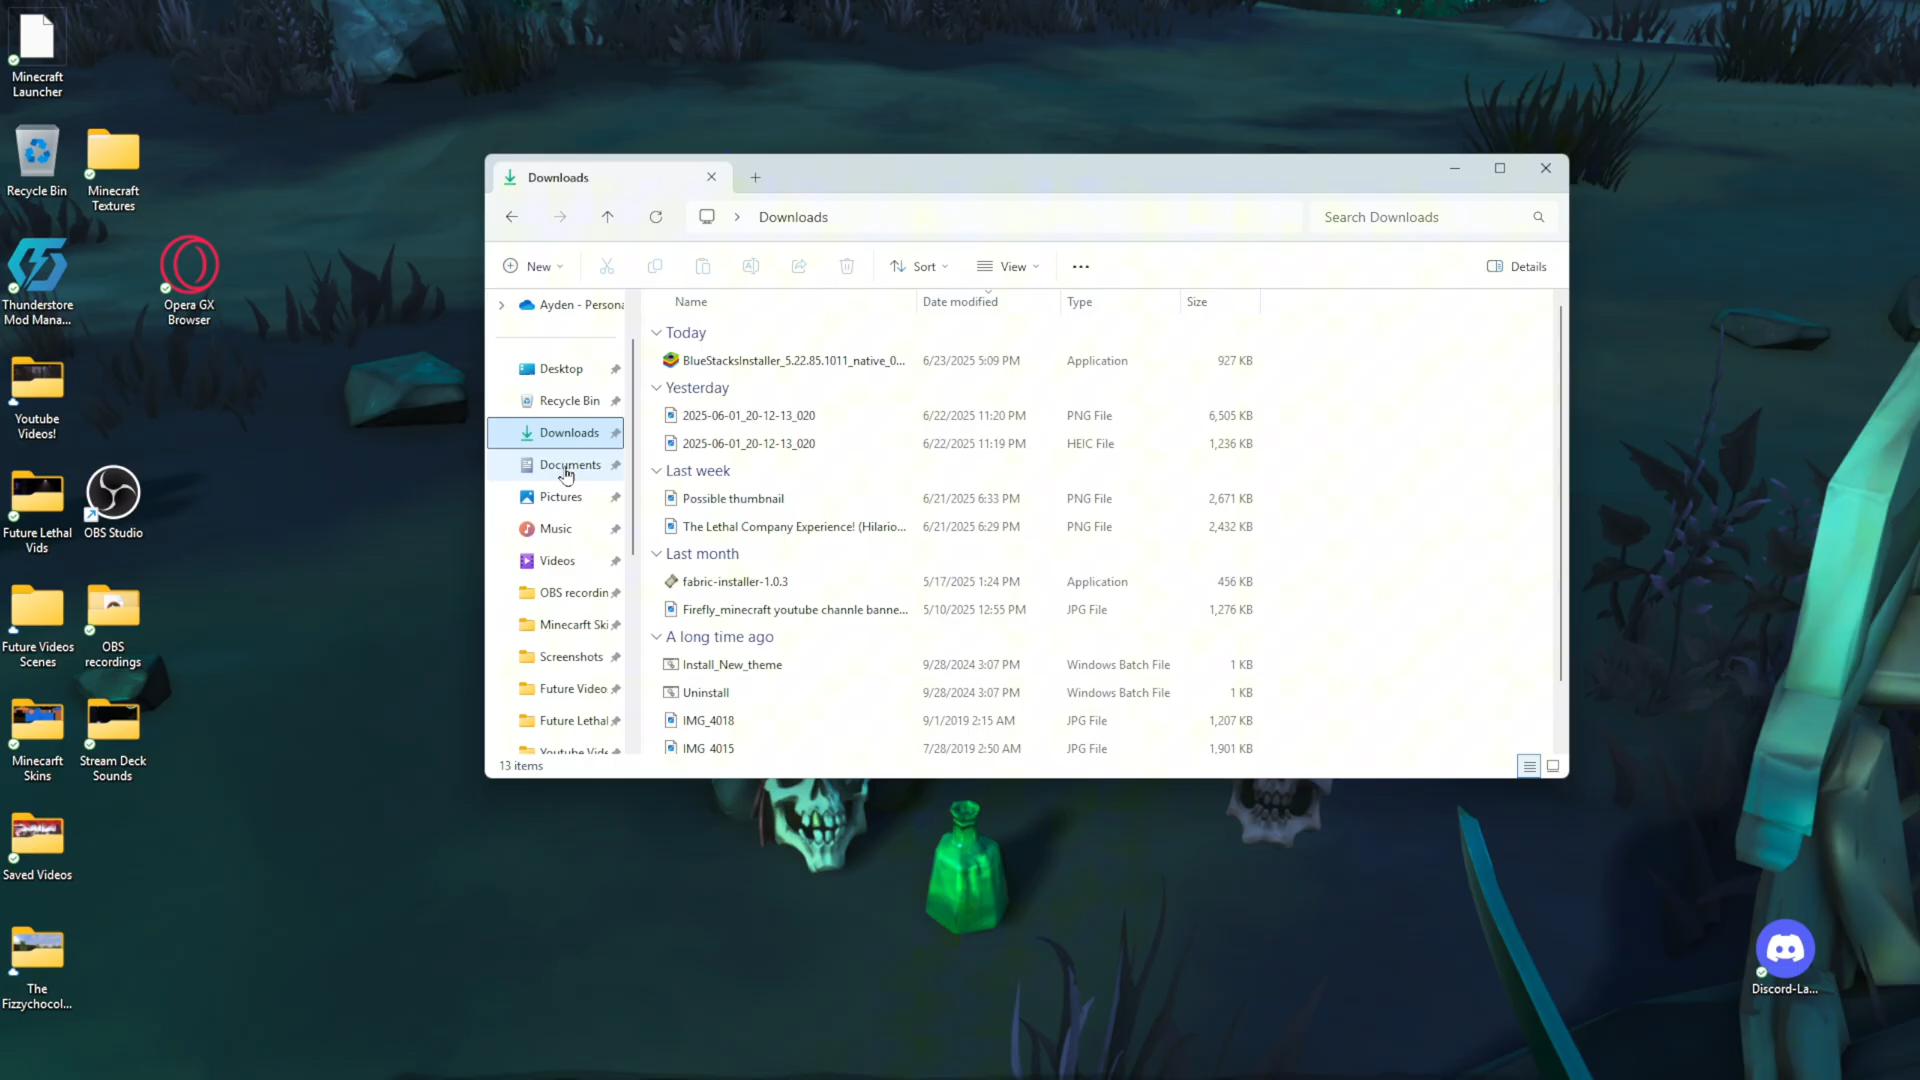 Minecraft
Launcher
Recycle Bin
Minecraft
Textures
Thunderstore
Mod Mana...
Opera GX
Browser
Youtube
Videos!
Future Lethal
Vids
OBS Studio
Future Videos
Scenes
OBS
recordings
Minecarft
Skins
Stream Deck
Sounds
Saved Videos
The
Fizzychocol...
Downloads
Downloads
Search Downloads
New
Sort
View
Details
Ayden - Persona
Desktop
Recycle Bin
Downloads
Documents
Pictures
Music
Videos
OBS recordin
Minecarft Ski
Screenshots
Future Video
Future Lethal
Youtube Vide
Name Date modified Type Size
Today
BlueStacksInstaller_5.22.85.1011_native_0... 6/23/2025 5:09 PM Application 927 KB
Yesterday
2025-06-01_20-12-13_020 6/22/2025 11:20 PM PNG File 6,505 KB
2025-06-01_20-12-13_020 6/22/2025 11:19 PM HEIC File 1,236 KB
Last week
Possible thumbnail 6/21/2025 6:33 PM PNG File 2,671 KB
The Lethal Company Experience! (Hilario... 6/21/2025 6:29 PM PNG File 2,432 KB
Last month
fabric-installer-1.0.3 5/17/2025 1:24 PM Application 456 KB
Firefly_minecraft youtube channle banne... 5/10/2025 12:55 PM JPG File 1,276 KB
A long time ago
Install_New_theme 9/28/2024 3:07 PM Windows Batch File 1 KB
Uninstall 9/28/2024 3:07 PM Windows Batch File 1 KB
IMG_4018 9/1/2019 2:15 AM JPG File 1,207 KB
IMG_4015 7/28/2019 2:50 AM JPG File 1,901 KB
13 items
Discord-La...